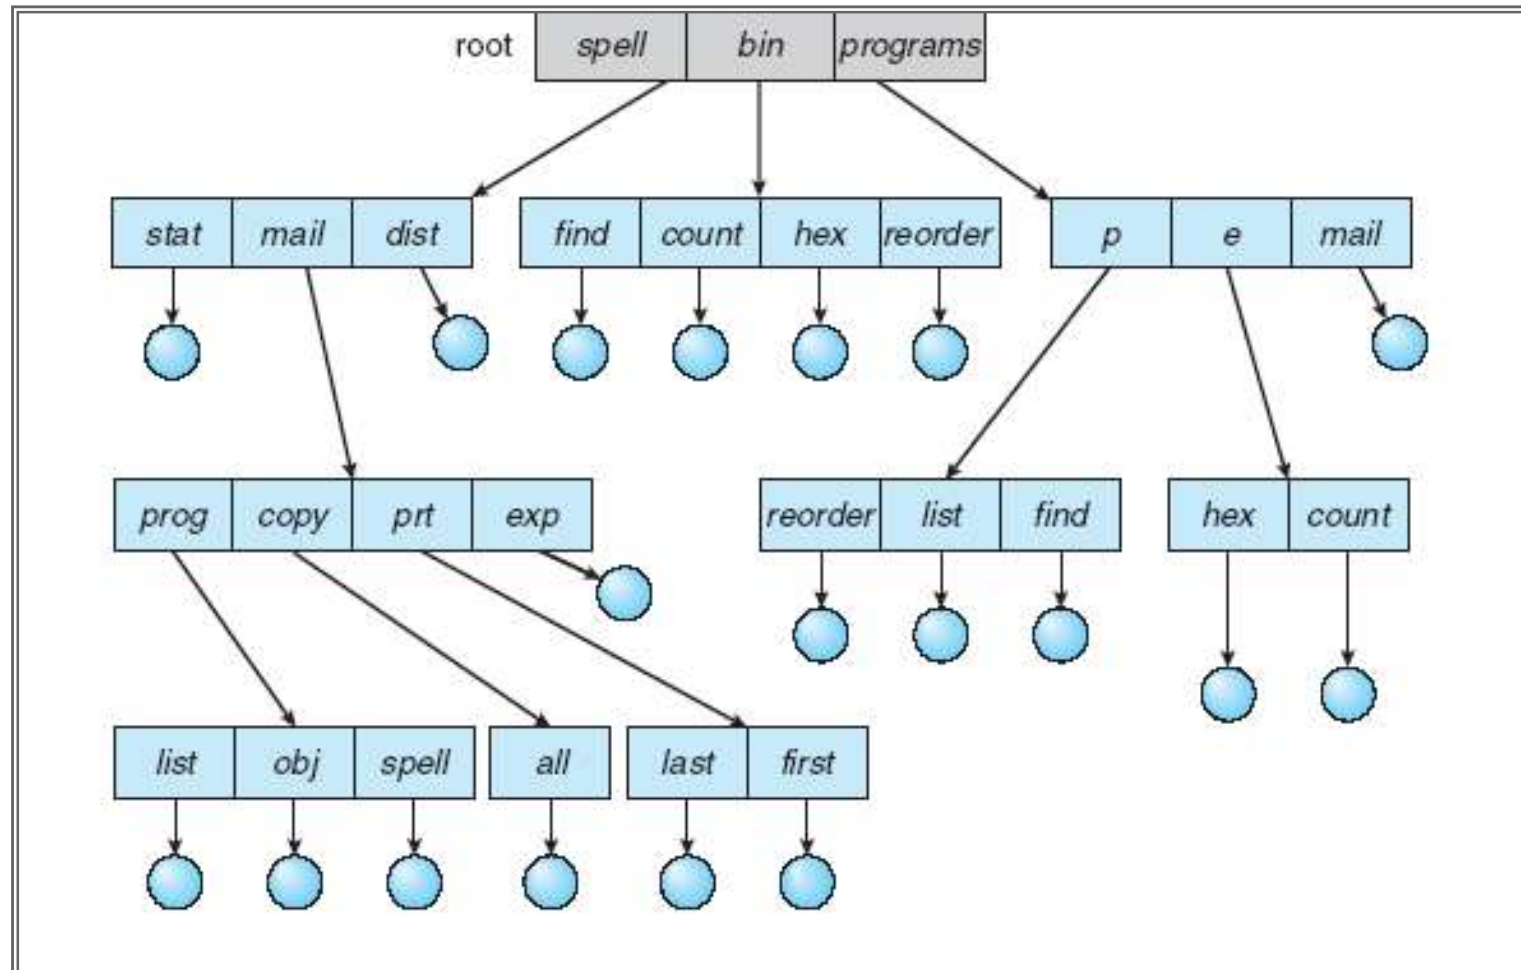 root spell bin programs
stat mail dist find count hex reorder p e mail
prog copy prt exp reorder list find hex count
list obj spell all last first